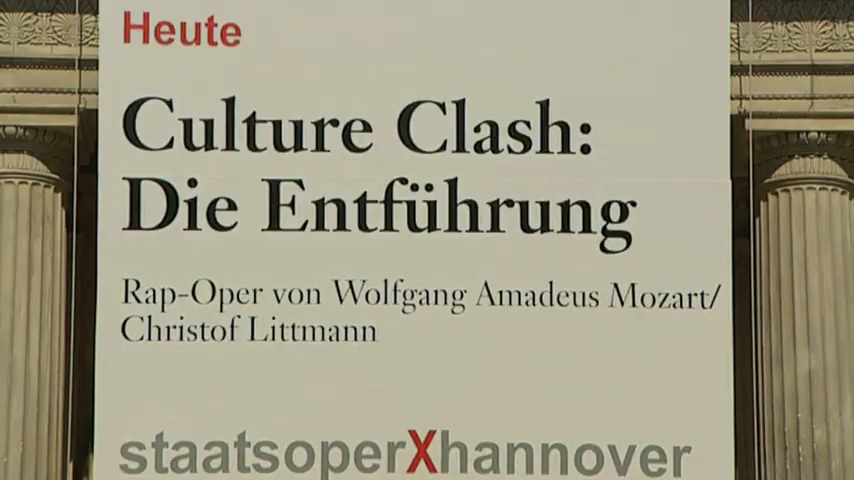 Heute
Culture Clash:
Die Entführung
Rap-Oper von Wolfgang Amadeus Mozart/
Christof Littmann
staatsoperXhannover